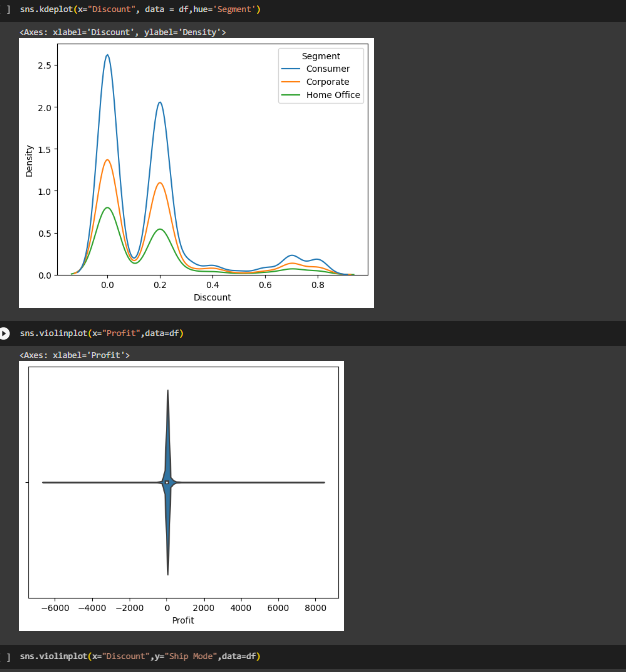 ] sns.kdeplot(x="Discount", data = df,hue='Segment')
<Axes: xlabel='Discount', ylabel='Density'>
Segment
Consumer
Corporate
Home Office
2.5
2.0
1.5
1.0
0.5
0.0
Density
0.0 0.2 0.4 0.6 0.8
Discount
sns.violinplot(x="Profit",data=df)
<Axes: xlabel='Profit'>
−6000 −4000 −2000 0 2000 4000 6000 8000
Profit
] sns.violinplot(x="Discount",y="Ship Mode",data=df)